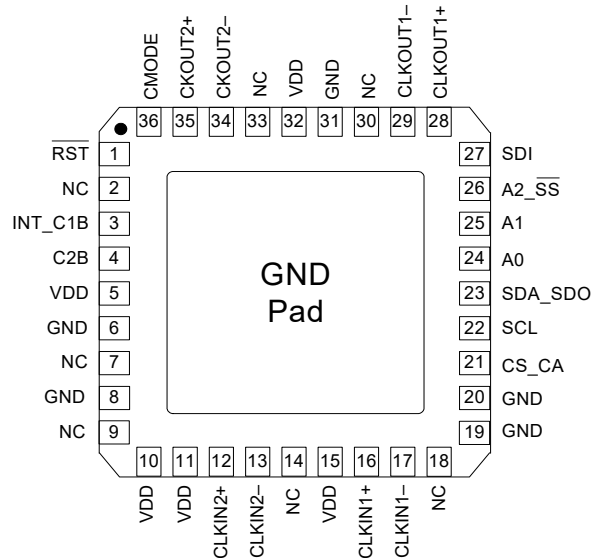 CMODE
CKOUT2+
CKOUT2–
NC
VDD
GND
NC
CLKOUT1–
CLKOUT1+
36 35 34 33 32 31 30 29 28
RST 1 27 SDI
NC 2 26 A2_SS
INT_C1B 3 25 A1
C2B 4 24 A0
VDD 5 23 SDA_SDO
GND 6 22 SCL
NC 7 21 CS_CA
GND 8 20 GND
NC 9 19 GND
GND
Pad
10 11 12 13 14 15 16 17 18
VDD
VDD
CLKIN2+
CLKIN2–
NC
VDD
CLKIN1+
CLKIN1–
NC